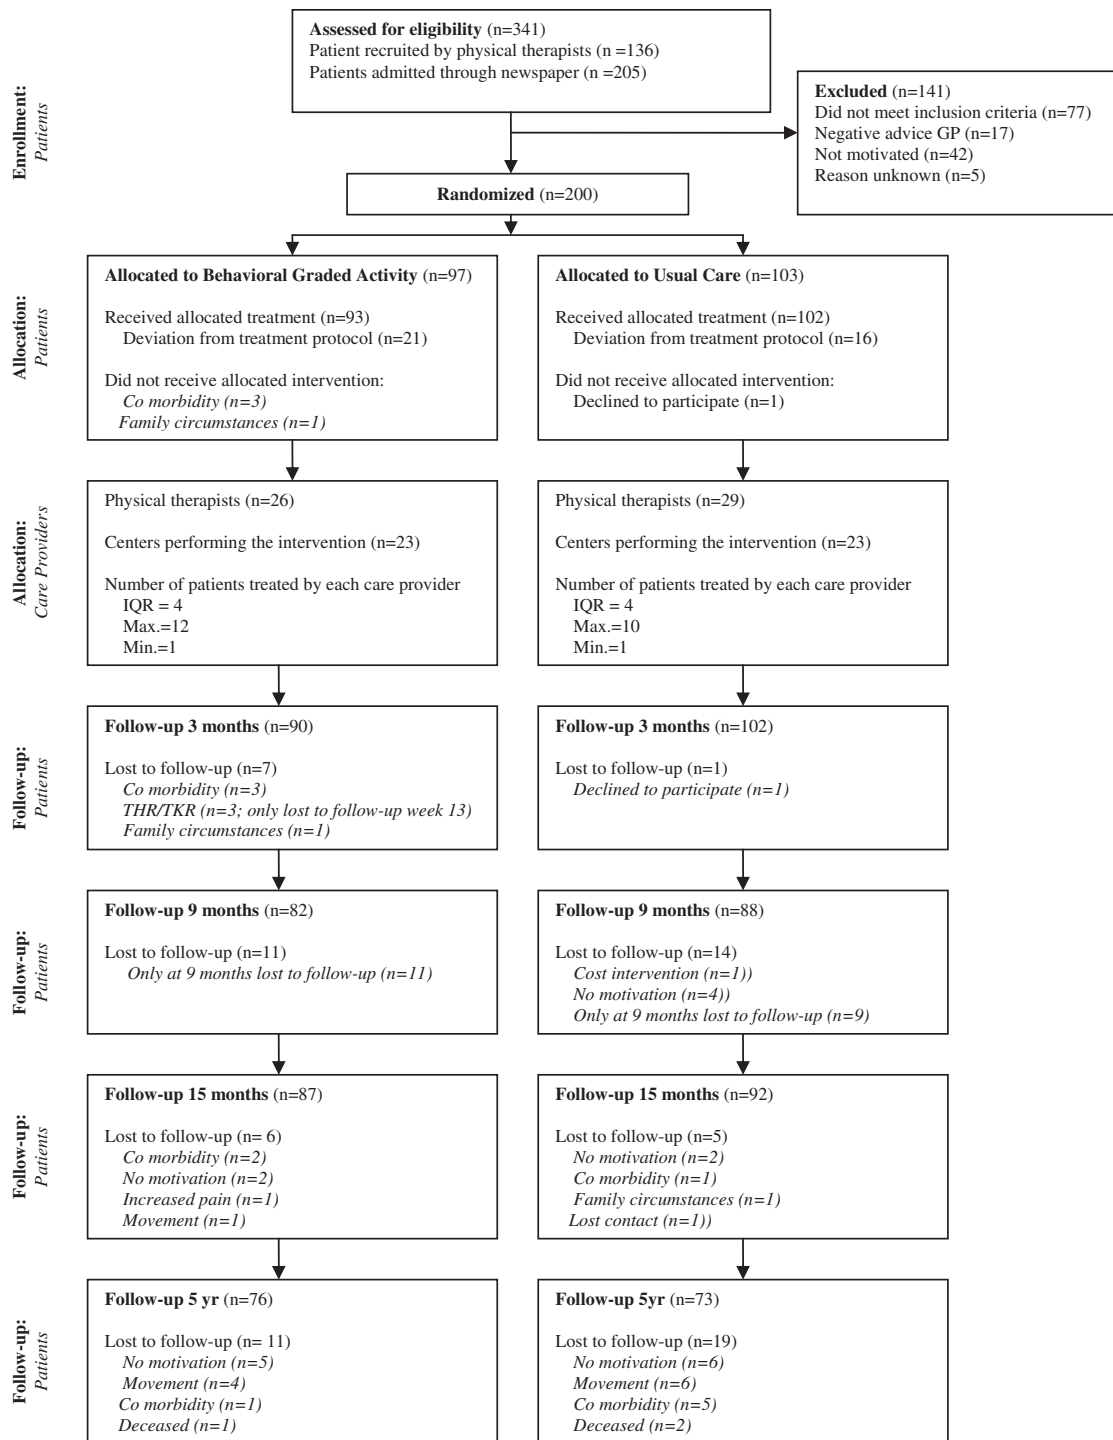 Assessed for eligibility (n=341)
Patient recruited by physical therapists (n =136)
Patients admitted through newspaper (n =205)
Enrollment:
Patients
Excluded (n=141)
Did not meet inclusion criteria (n=77)
Negative advice GP (n=17)
Not motivated (n=42)
Reason unknown (n=5)
Randomized (n=200)
Allocation:
Patients
Allocated to Behavioral Graded Activity (n=97)
Received allocated treatment (n=93)
Deviation from treatment protocol (n=21)
Did not receive allocated intervention:
Co morbidity (n=3)
Family circumstances (n=1)
Allocated to Usual Care (n=103)
Received allocated treatment (n=102)
Deviation from treatment protocol (n=16)
Did not receive allocated intervention:
Declined to participate (n=1)
Allocation:
Care Providers
Physical therapists (n=26)
Centers performing the intervention (n=23)
Number of patients treated by each care provider
IQR = 4
Max.=12
Min.=1
Physical therapists (n=29)
Centers performing the intervention (n=23)
Number of patients treated by each care provider
IQR = 4
Max.=10
Min.=1
Follow-up:
Patients
Follow-up 3 months (n=90)
Lost to follow-up (n=7)
Co morbidity (n=3)
THR/TKR (n=3; only lost to follow-up week 13)
Family circumstances (n=1)
Follow-up 3 months (n=102)
Lost to follow-up (n=1)
Declined to participate (n=1)
Follow-up:
Patients
Follow-up 9 months (n=82)
Lost to follow-up (n=11)
Only at 9 months lost to follow-up (n=11)
Follow-up 9 months (n=88)
Lost to follow-up (n=14)
Cost intervention (n=1))
No motivation (n=4))
Only at 9 months lost to follow-up (n=9)
Follow-up:
Patients
Follow-up 15 months (n=87)
Lost to follow-up (n= 6)
Co morbidity (n=2)
No motivation (n=2)
Increased pain (n=1)
Movement (n=1)
Follow-up 15 months (n=92)
Lost to follow-up (n=5)
No motivation (n=2)
Co morbidity (n=1)
Family circumstances (n=1)
Lost contact (n=1))
Follow-up:
Patients
Follow-up 5 yr (n=76)
Lost to follow-up (n= 11)
No motivation (n=5)
Movement (n=4)
Co morbidity (n=1)
Deceased (n=1)
Follow-up 5yr (n=73)
Lost to follow-up (n=19)
No motivation (n=6)
Movement (n=6)
Co morbidity (n=5)
Deceased (n=2)